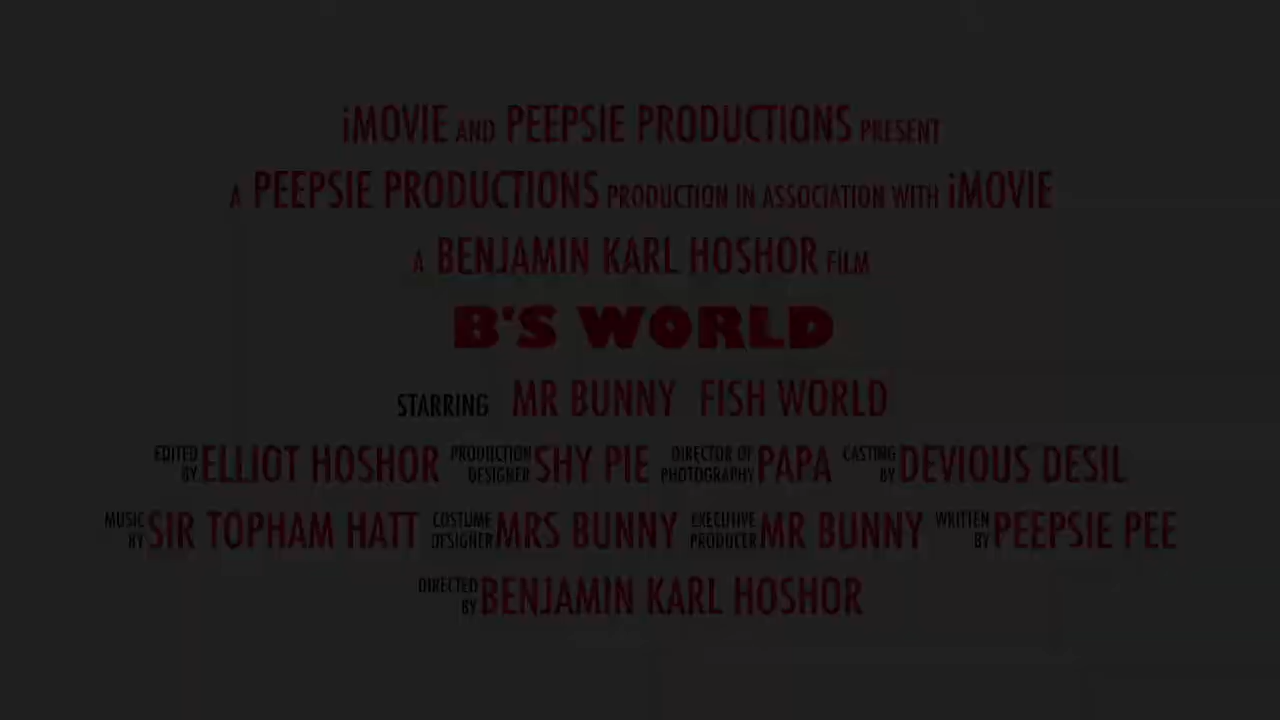 iMOVIE AND PEEPSIE PRODUCTIONS PRESENT
A PEEPSIE PRODUCTIONS PRODUCTION IN ASSOCIATION WITH iMOVIE
A BENJAMIN KARL HOSHOR FILM
B'S WORLD
STARRING MR BUNNY FISH WORLD
EDITED BY ELLIOT HOSHOR PRODUCTION DESIGNER SHY PIE DIRECTOR OF PHOTOGRAPHY PAPA CASTING BY DEVIOUS DESIL
MUSIC BY SIR TOPHAM HATT COSTUME DESIGNER MRS BUNNY EXECUTIVE PRODUCER MR BUNNY WRITTEN BY PEEPSIE PEE
DIRECTED BY BENJAMIN KARL HOSHOR